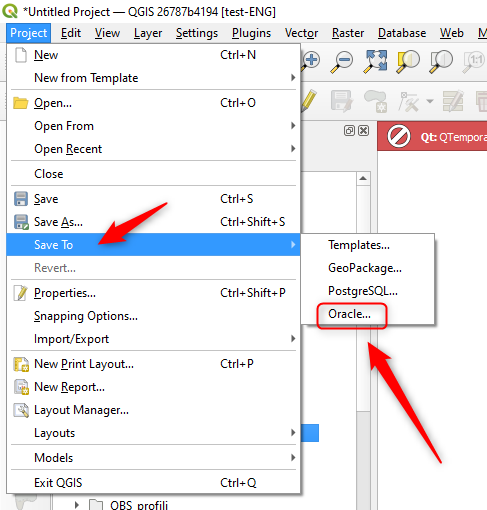 *Untitled Project — QGIS 26787b4194 [test-ENG]
Project Edit View Layer Settings Plugins Vector Raster Database Web M
New Ctrl+N
New from Template
Open... Ctrl+O
Open From
Open Recent
Close
Save Ctrl+S
Save As... Ctrl+Shift+S
Save To
Revert...
Properties... Ctrl+Shift+P
Snapping Options...
Import/Export
New Print Layout... Ctrl+P
New Report...
Layout Manager...
Layouts
Models
Exit QGIS Ctrl+Q
Templates...
GeoPackage...
PostgreSQL...
Oracle...
1:1
Qt: QTempora
OBS_profili